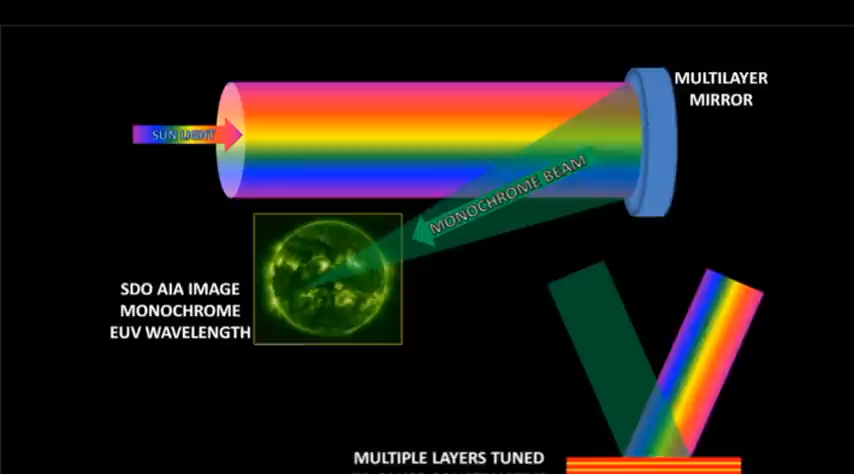 MULTILAYER
MIRROR
SUN LIGHT
MONOCHROME BEAM
SDO AIA IMAGE
MONOCHROME
EUV WAVELENGTH
MULTIPLE LAYERS TUNED